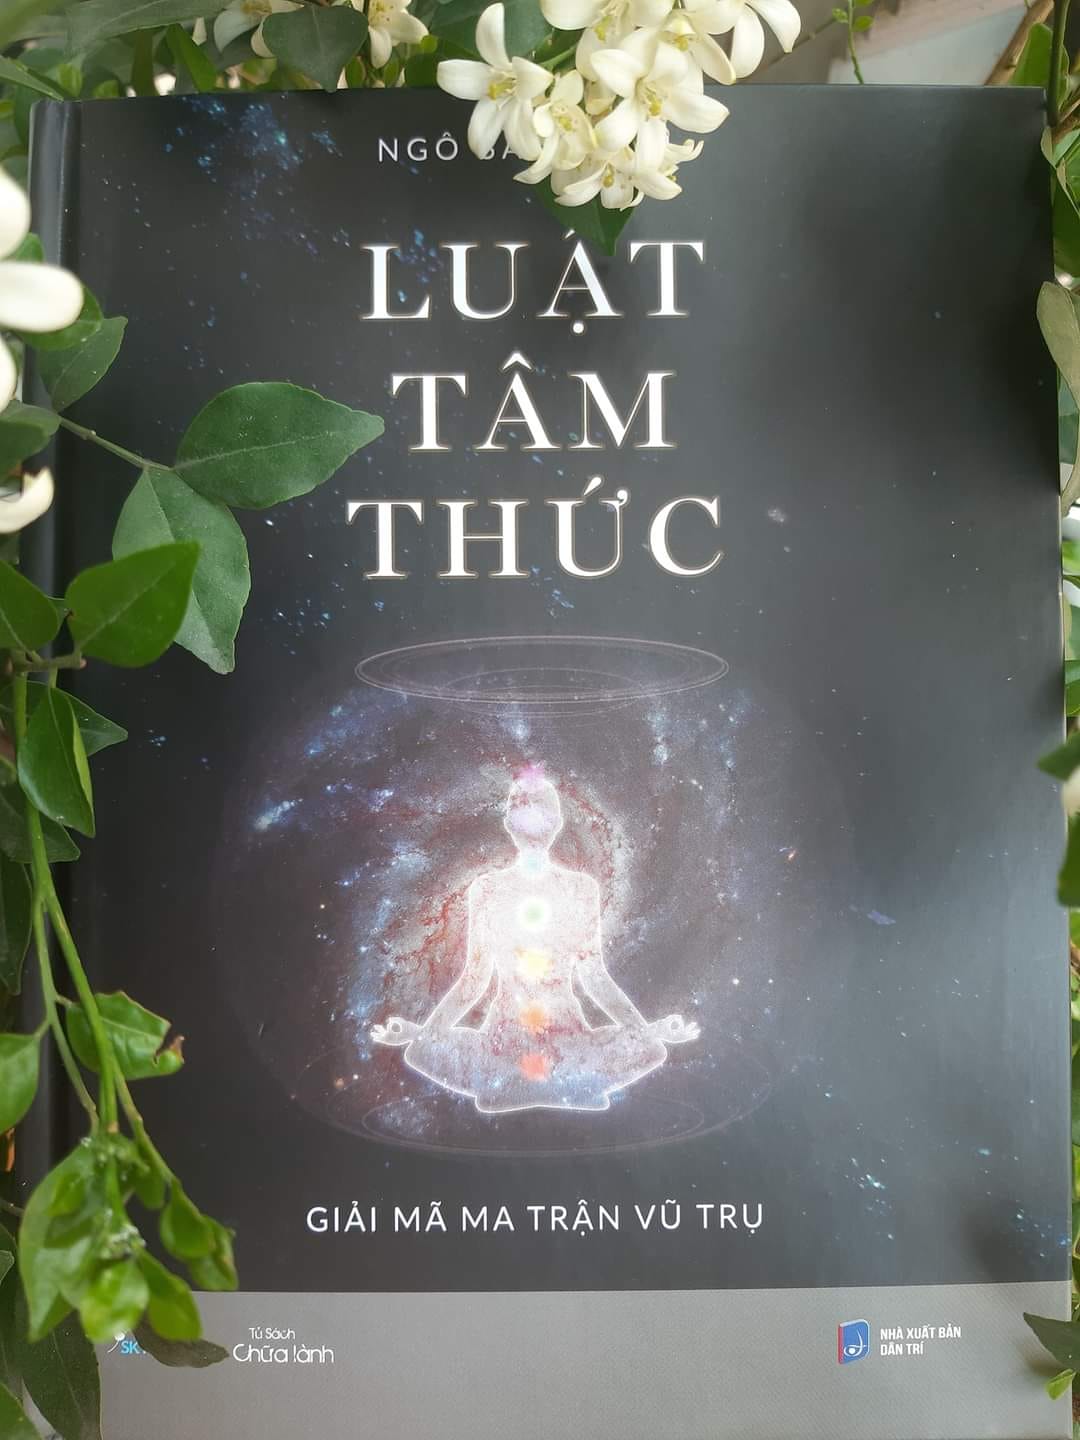 NGÔ
LUẬT
TÂM
THỨC
GIẢI MÃ MA TRẬN VŨ TRỤ
Tủ Sách
Chữa lành
NHÀ XUẤT BẢN
DÂN TRÍ